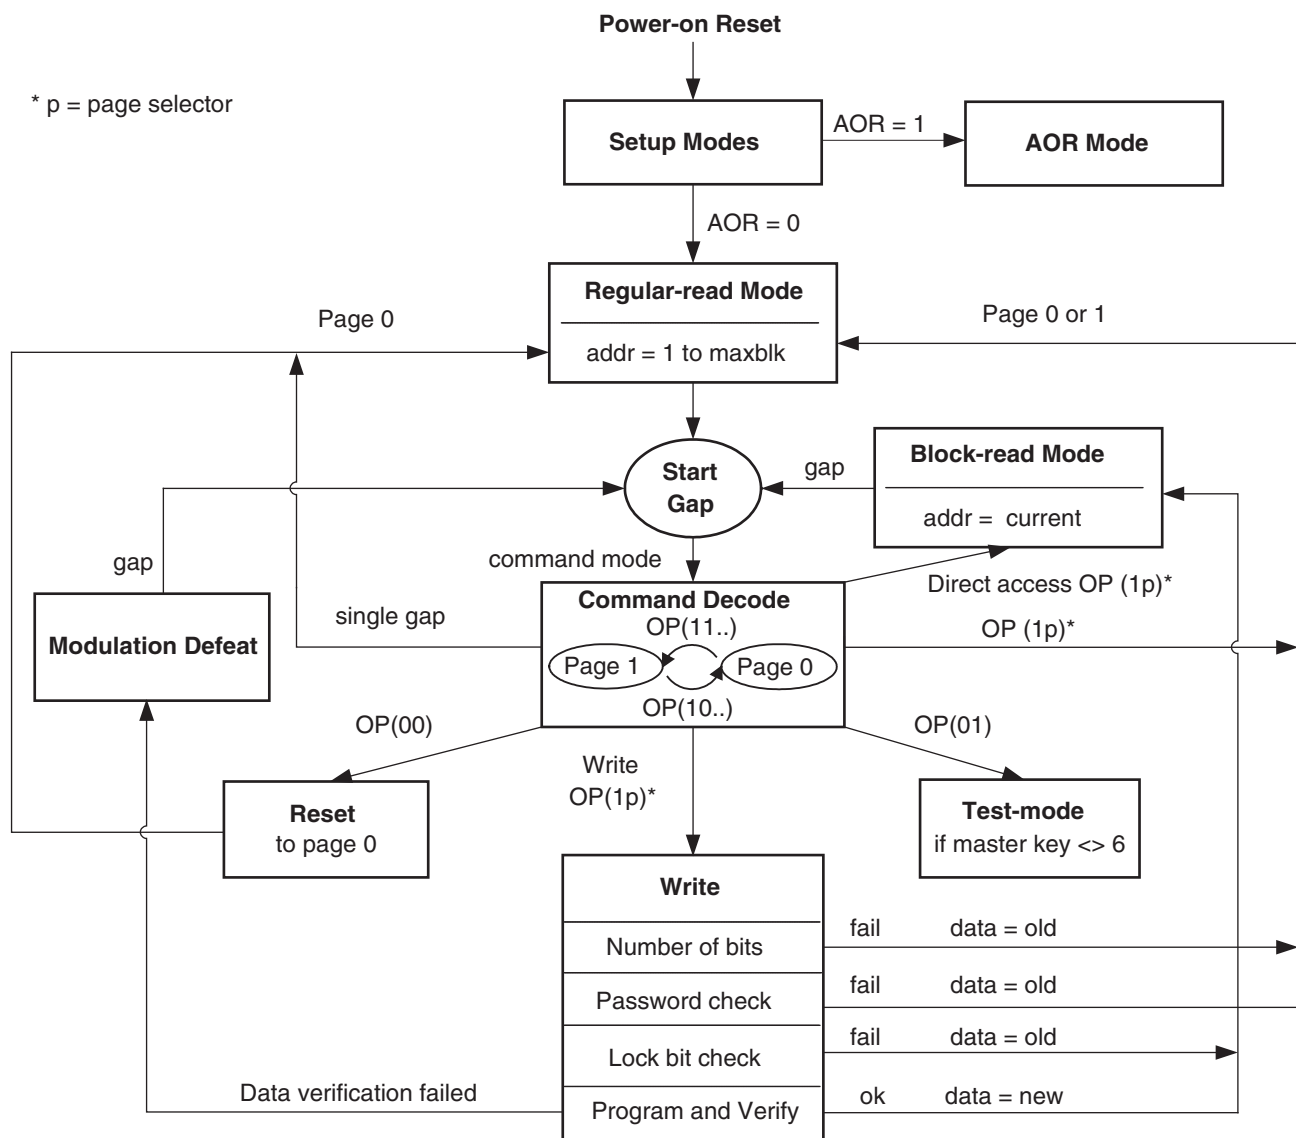 Power-on Reset
* p = page selector
Setup Modes
AOR = 1
AOR Mode
AOR = 0
Regular-read Mode
addr = 1 to maxblk
Page 0
Page 0 or 1
Start
Gap
gap
Block-read Mode
addr = current
gap
command mode
Direct access OP (1p)*
Modulation Defeat
single gap
Command Decode
OP(11..)
Page 1
Page 0
OP(10..)
OP (1p)*
OP(00)
Write
OP(1p)*
OP(01)
Reset
to page 0
Test-mode
if master key <> 6
Write
Number of bits
fail data = old
Password check
fail data = old
Lock bit check
fail data = old
Data verification failed
Program and Verify
ok data = new